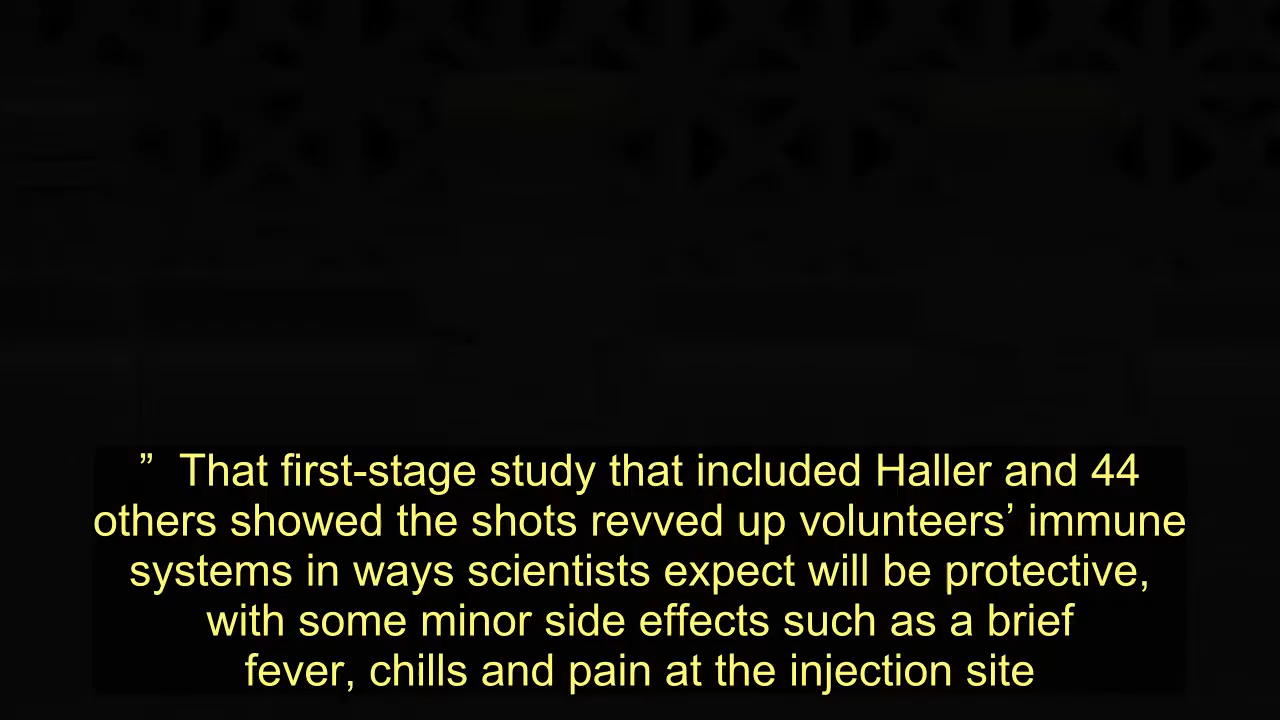 ” That first-stage study that included Haller and 44
others showed the shots revved up volunteers’ immune
systems in ways scientists expect will be protective,
with some minor side effects such as a brief
fever, chills and pain at the injection site